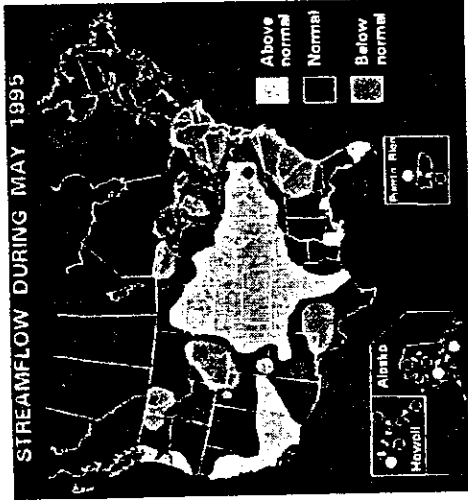 STREAMFLOW DURING MAY 1995
Above
normal
Normal
Below
normal
Puerto Rico
Alaska
Hawaii